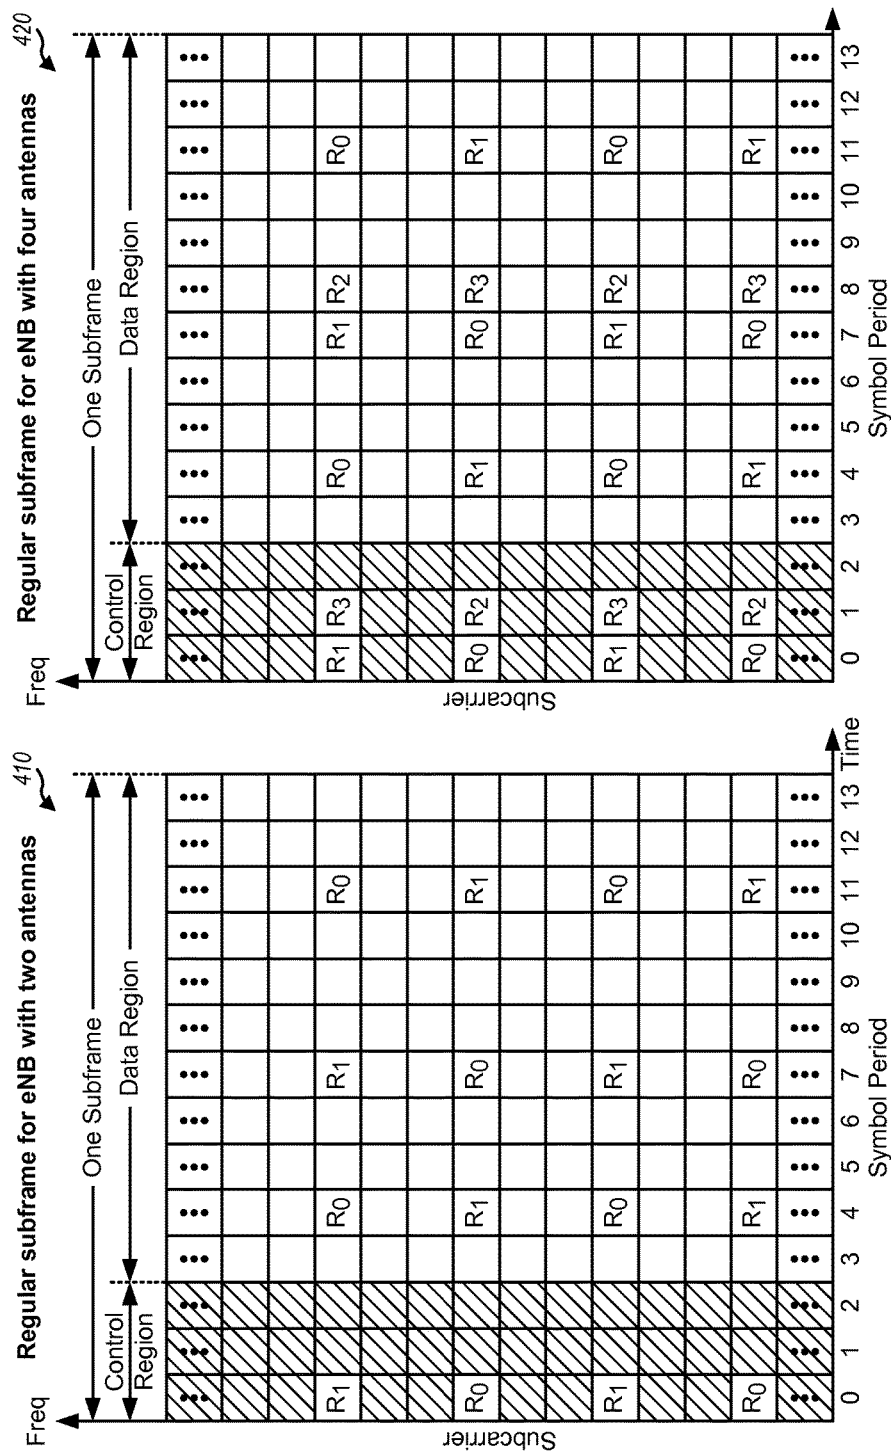 Regular subframe for eNB with two antennas 410
Freq
One Subframe
Control Region
Data Region
•••  •••  •••  •••  •••  •••  •••  •••  •••  •••  •••  •••  •••  •••
R1 R0 R1 R0
R0 R1 R0 R1
R1 R0 R1 R0
R0 R1 R0 R1
•••  •••  •••  •••  •••  •••  •••  •••  •••  •••  •••  •••  •••  •••
Subcarrier
0 1 2 3 4 5 6 7 8 9 10 11 12 13
Time
Symbol Period
Regular subframe for eNB with four antennas 420
Freq
One Subframe
Control Region
Data Region
•••  •••  •••  •••  •••  •••  •••  •••  •••  •••  •••  •••  •••  •••
R1 R3 R0 R1 R2 R0
R0 R2 R1 R0 R3 R1
R1 R3 R0 R1 R2 R0
R0 R2 R1 R0 R3 R1
•••  •••  •••  •••  •••  •••  •••  •••  •••  •••  •••  •••  •••  •••
Subcarrier
0 1 2 3 4 5 6 7 8 9 10 11 12 13
Symbol Period